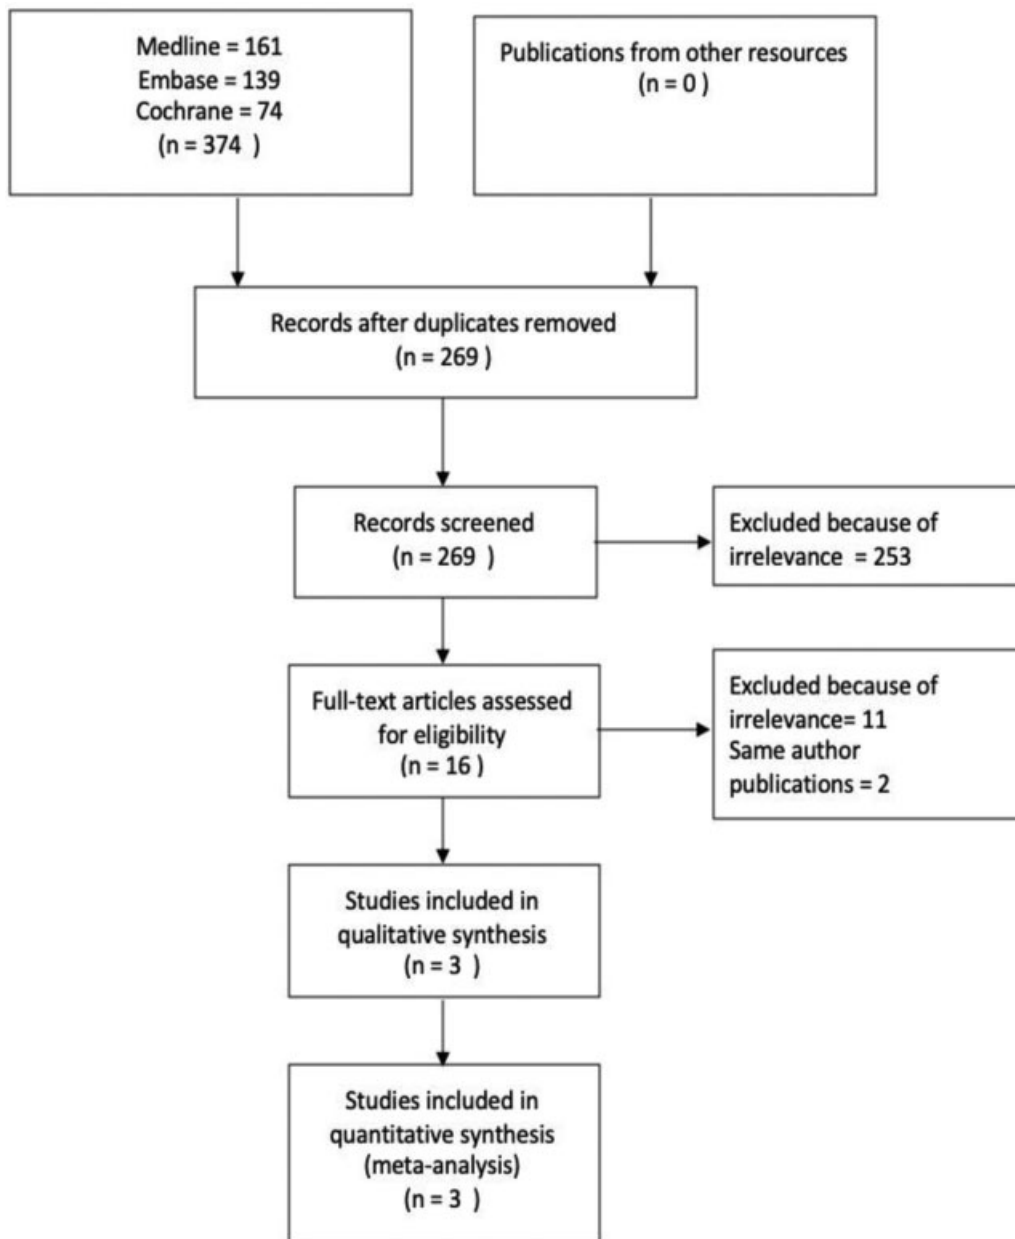 Medline = 161
Embase = 139
Cochrane = 74
(n = 374 )
Publications from other resources
(n = 0 )
Records after duplicates removed
(n = 269 )
Records screened
(n = 269 )
Excluded because of
irrelevance = 253
Full-text articles assessed
for eligibility
(n = 16 )
Excluded because of
irrelevance= 11
Same author
publications = 2
Studies included in
qualitative synthesis
(n = 3 )
Studies included in
quantitative synthesis
(meta-analysis)
(n = 3 )